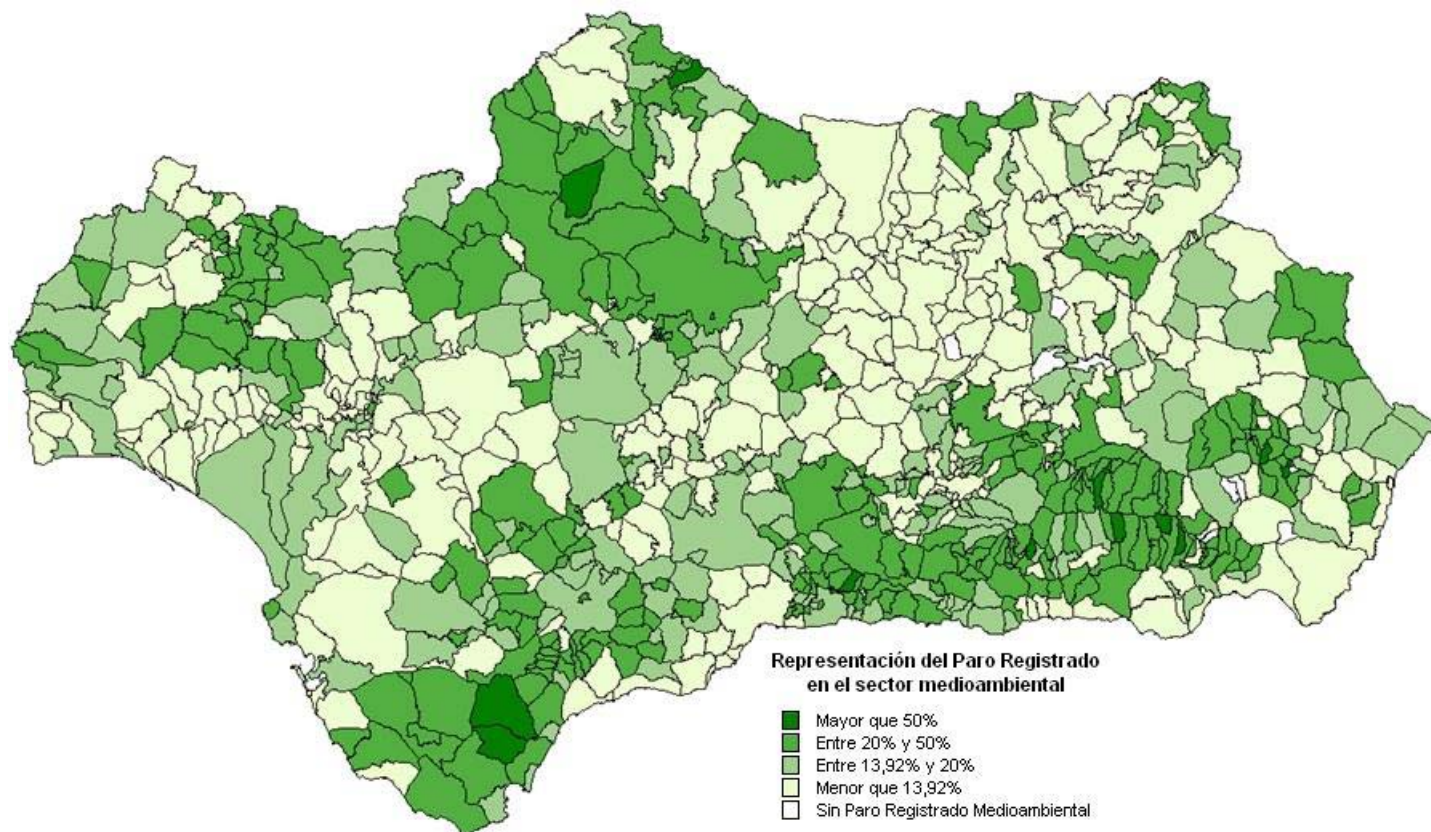 Representación del Paro Registrado
en el sector medioambiental
Mayor que 50%
Entre 20% y 50%
Entre 13,92% y 20%
Menor que 13,92%
Sin Paro Registrado Medioambiental